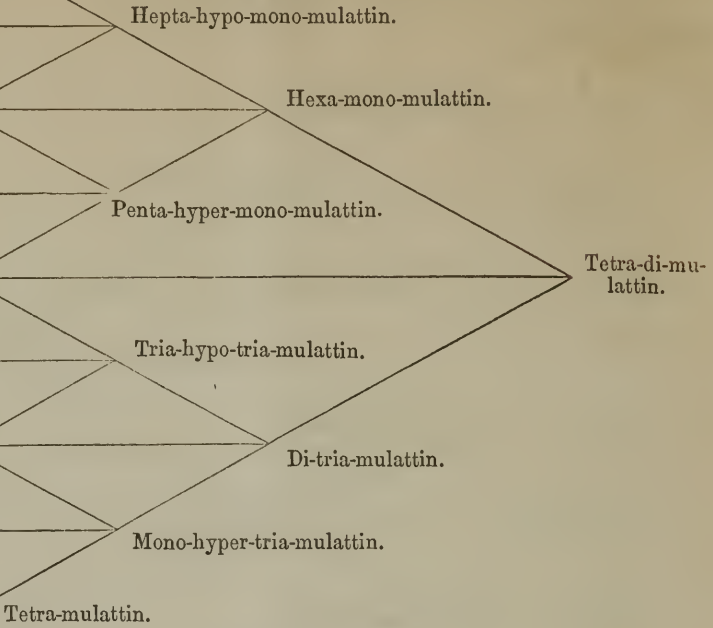 Hepta-hypo-mono-mulattin.
Hexa-mono-mulattin.
Penta-hyper-mono-mulattin.
Tetra-di-mu-
lattin.
Tria-hypo-tria-mulattin.
Di-tria-mulattin.
Mono-hyper-tria-mulattin.
Tetra-mulattin.